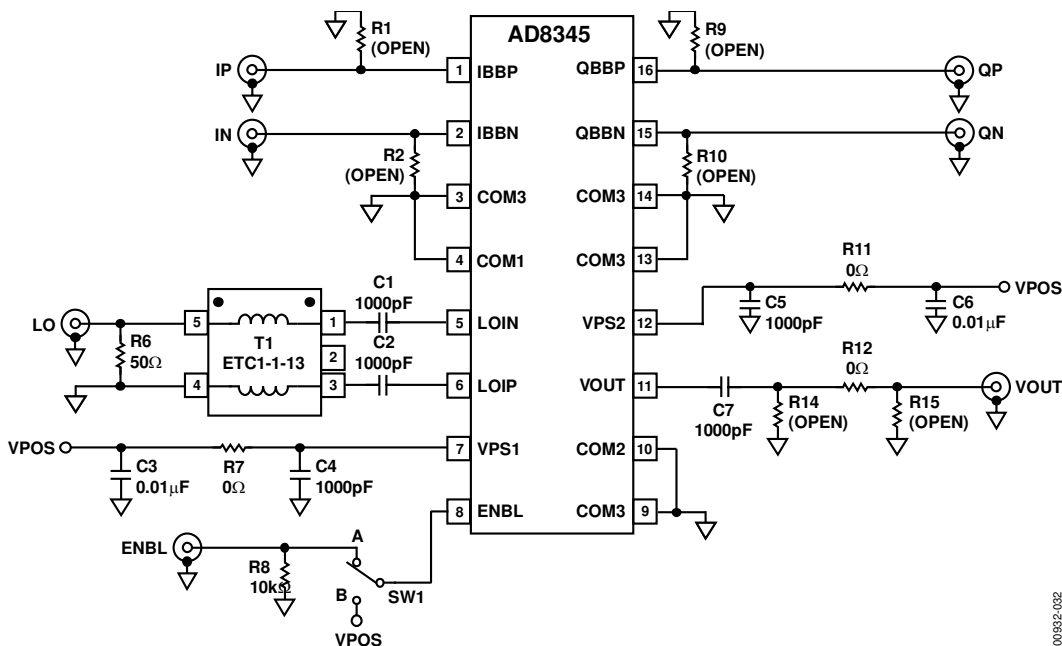 AD8345
R1
(OPEN)
R9
(OPEN)
IP
1
IBBP
QBBP
16
QP
IN
2
IBBN
QBBN
15
QN
R2
(OPEN)
R10
(OPEN)
3
COM3
COM3
14
4
COM1
COM3
13
C1
1000pF
R11
0Ω
LO
5
1
5
LOIN
VPS2
12
C5
1000pF
C6
0.01µF
VPOS
R6
50Ω
T1
ETC1-1-13
2
C2
1000pF
R12
0Ω
4
3
6
LOIP
VOUT
11
VOUT
C7
1000pF
R14
(OPEN)
R15
(OPEN)
VPOS
7
VPS1
COM2
10
C3
0.01µF
R7
0Ω
C4
1000pF
8
ENBL
COM3
9
ENBL
A
R8
10kΩ
SW1
B
VPOS
00932-032